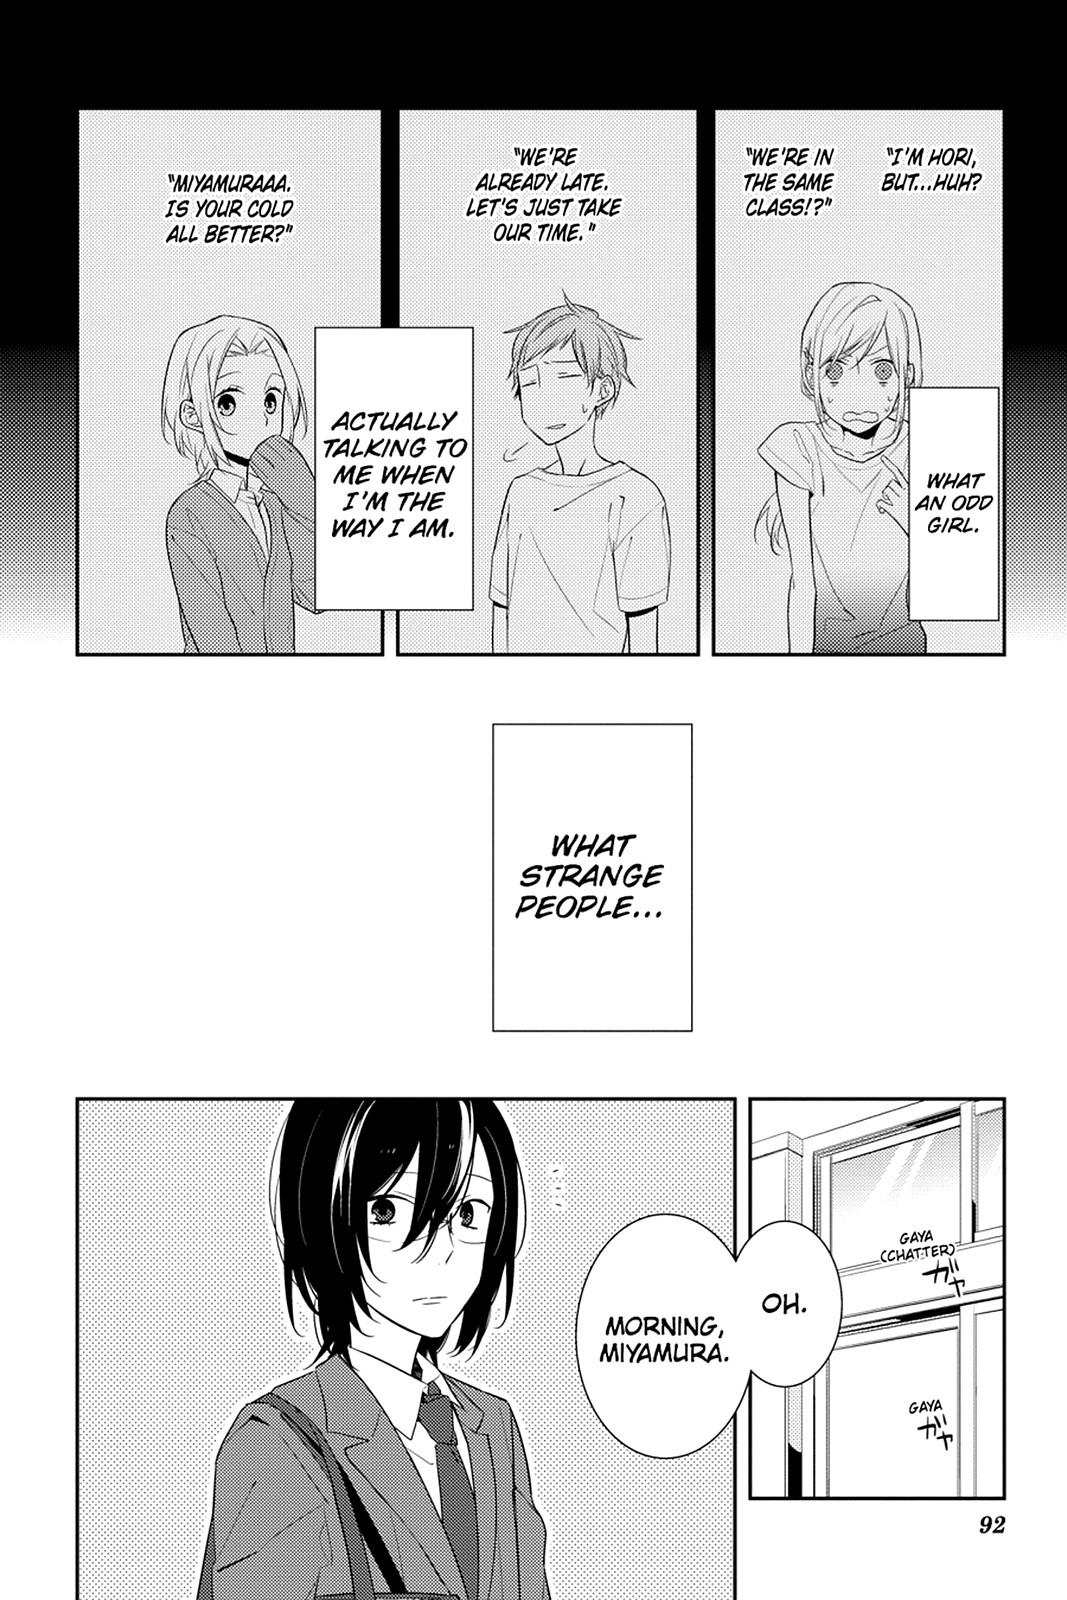 "I'M HORI,
BUT...HUH?
"WE'RE IN
THE SAME
CLASS!?"
WHAT
AN ODD
GIRL.
"WE'RE
ALREADY LATE.
LET'S JUST TAKE
OUR TIME."
ACTUALLY
TALKING TO
ME WHEN
I'M THE
WAY I AM.
"MIYAMURAAA.
IS YOUR COLD
ALL BETTER?"
WHAT
STRANGE
PEOPLE...
GAYA
(CHATTER)
ガヤ
GAYA
ガヤ
OH.
MORNING,
MIYAMURA.
92